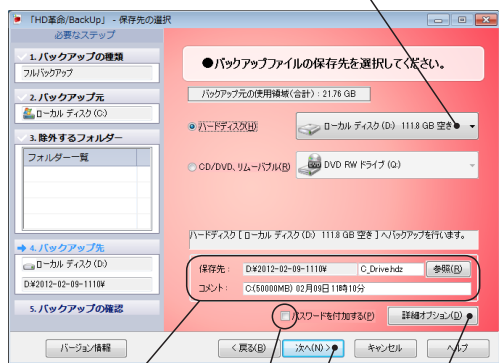 「HD革命/BackUp」 - 保存先の選択
必要なステップ
1. バックアップの種類
フルバックアップ
2. バックアップ元
ローカル ディスク (C:)
3. 除外するフォルダー
フォルダー一覧
4. バックアップ先
ローカル ディスク (D:)
D:¥2012-02-09-1110¥
5. バックアップの確認
●バックアップファイルの保存先を選択してください。
バックアップ元の使用領域(合計) : 21.76 GB
ハードディスク(H)
ローカル ディスク (D:) 111.8 GB 空き
CD/DVD、リムーバブル(R)
DVD RW ドライブ (Q:)
ハードディスク [ ローカル ディスク (D:) 111.8 GB 空き ] へバックアップを行います。
保存先 : D:¥2012-02-09-1110¥ C_Drive.hdz 参照(R)
コメント : C:(50000MB) 02月09日 11時10分
パスワードを付加する(P) 詳細オプション(O)
バージョン情報 < 戻る(B) 次へ(N) > キャンセル ヘルプ